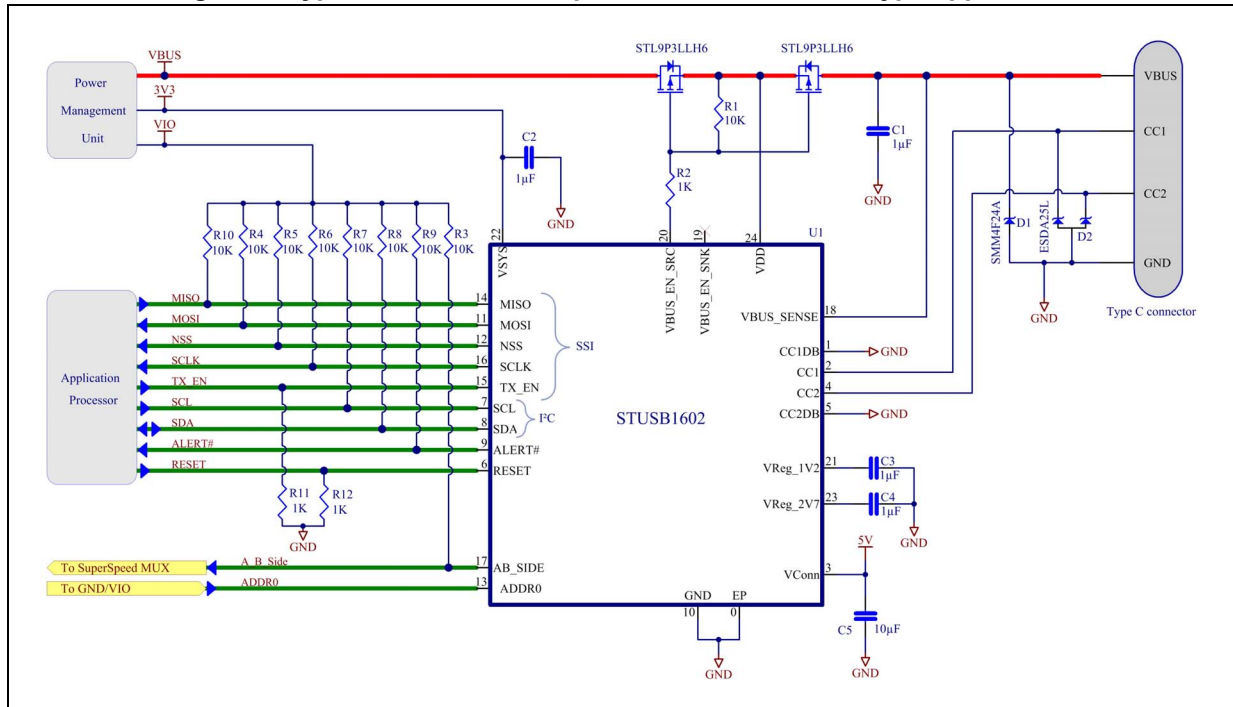 STL9P3LLH6
STL9P3LLH6
VBUS
Power
Management
Unit
3V3
VIO
R1
10K
C1
1µF
GND
VBUS
CC1
CC2
GND
Type C connector
C2
1µF
GND
R2
1K
SMM4F24A
D1
ESDA25L
D2
GND
R10
10K
R4
10K
R5
10K
R6
10K
R7
10K
R8
10K
R9
10K
R3
10K
22
VSYS
20
VBUS_EN_SRC
19
VBUS_EN_SNK
24
VDD
U1
Application
Processor
MISO
MOSI
NSS
SCLK
TX_EN
SCL
SDA
ALERT#
RESET
14 MISO
11 MOSI
12 NSS
16 SCLK
15 TX_EN
SSI
7 SCL
8 SDA
I²C
9 ALERT#
6 RESET
STUSB1602
VBUS_SENSE 18
CC1DB 1
GND
CC1 2
CC2 4
CC2DB 5
GND
VReg_1V2 21
C3
1µF
VReg_2V7 23
C4
1µF
GND
R11
1K
R12
1K
GND
To SuperSpeed MUX
A_B_Side
17 AB_SIDE
To GND/VIO
ADDR0
13 ADDR0
5V
VConn 3
C5
10µF
GND
GND
10
EP
0
GND